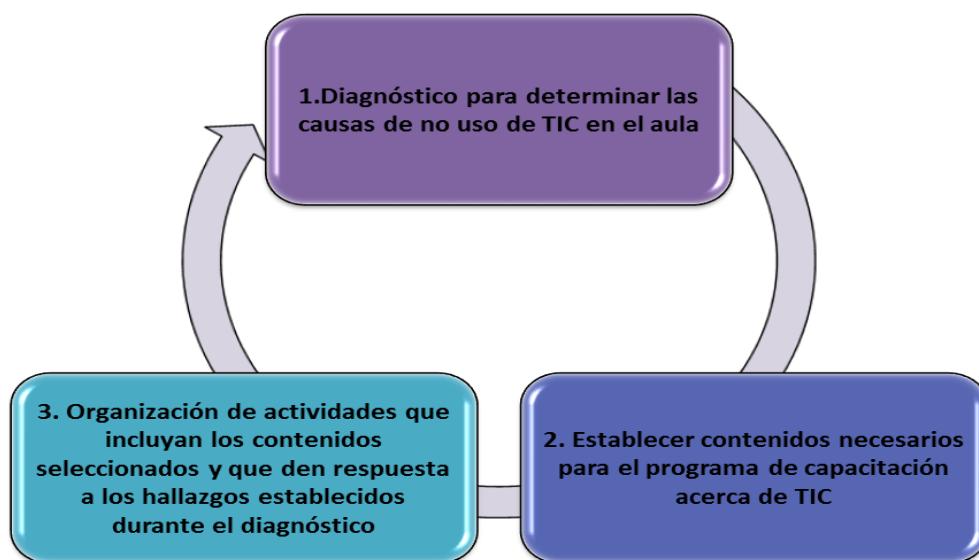 1.Diagnóstico para determinar las
causas de no uso de TIC en el aula
3. Organización de actividades que
incluyan los contenidos
seleccionados y que den respuesta
a los hallazgos establecidos
durante el diagnóstico
2. Establecer contenidos necesarios
para el programa de capacitación
acerca de TIC